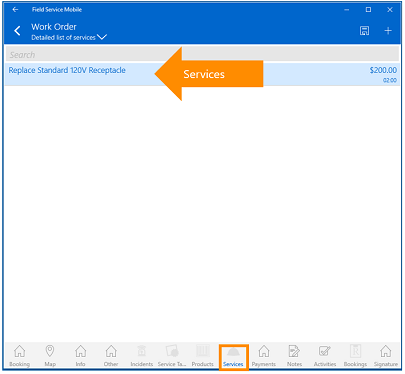 Field Service Mobile
Work Order
Detailed list of services
Search
Replace Standard 120V Receptacle
Services
$200.00
02:00
Booking Map Info Other Incidents Service Ta... Products Services Payments Notes Activities Bookings Signature